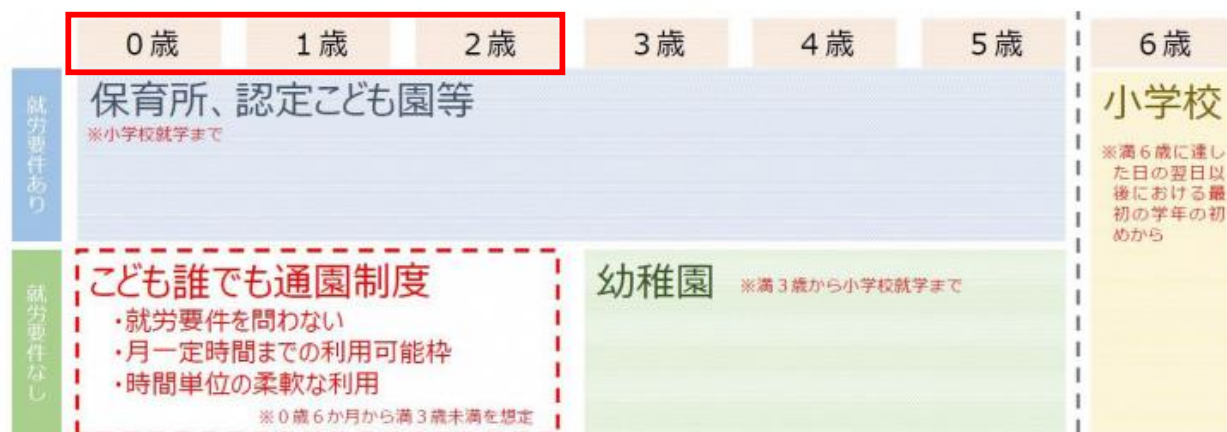 0歳 1歳 2歳 3歳 4歳 5歳 6歳
就労要件あり
保育所、認定こども園等
※小学校就学まで
小学校
※満6歳に達し
た日の翌日以
後における最
初の学年の初
めから
就労要件なし
こども誰でも通園制度
・就労要件を問わない
・月一定時間までの利用可能枠
・時間単位の柔軟な利用
※0歳6か月から満3歳未満を想定
幼稚園 ※満3歳から小学校就学まで